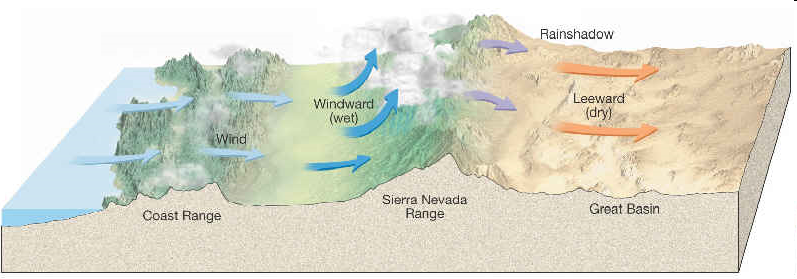 Rainshadow
Windward
(wet)
Leeward
(dry)
Wind
Coast Range
Sierra Nevada
Range
Great Basin